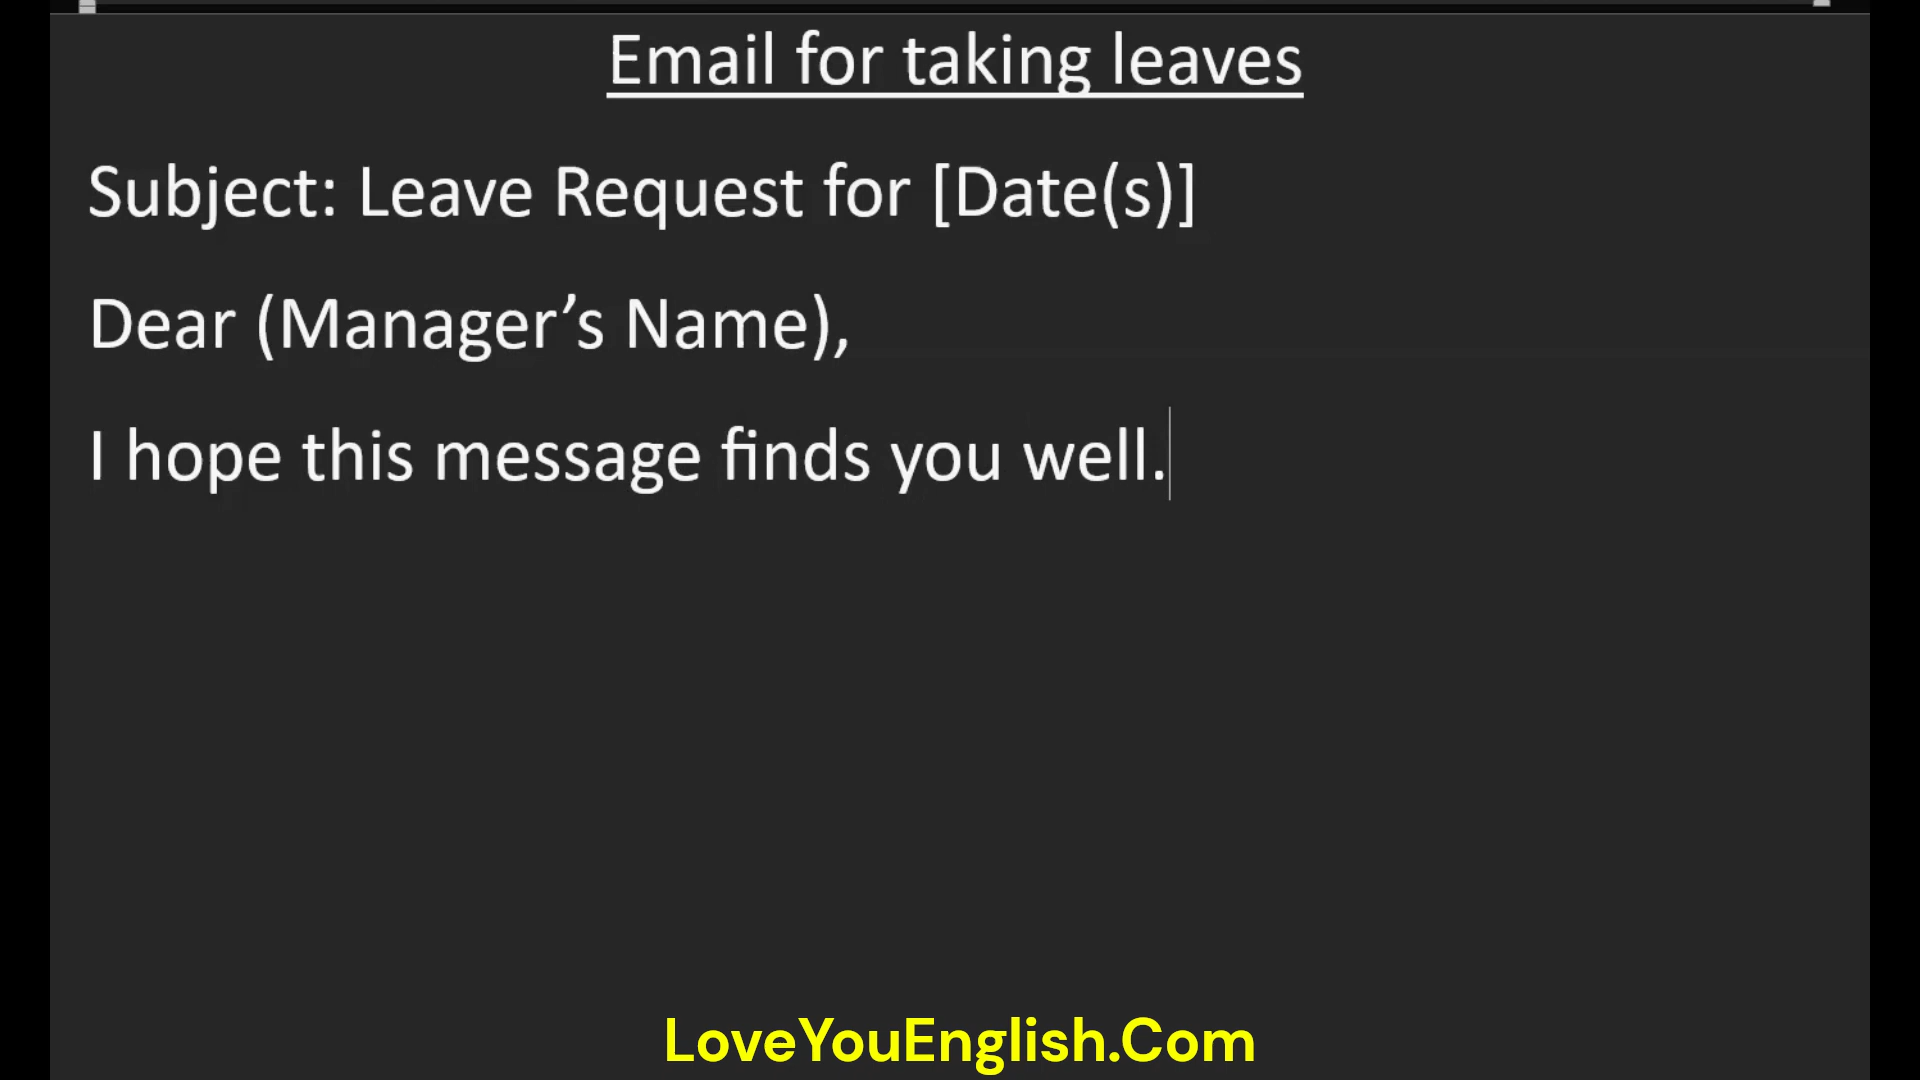 Email for taking leaves
Subject: Leave Request for [Date(s)]
Dear (Manager’s Name),
I hope this message finds you well.
LoveYouEnglish.Com